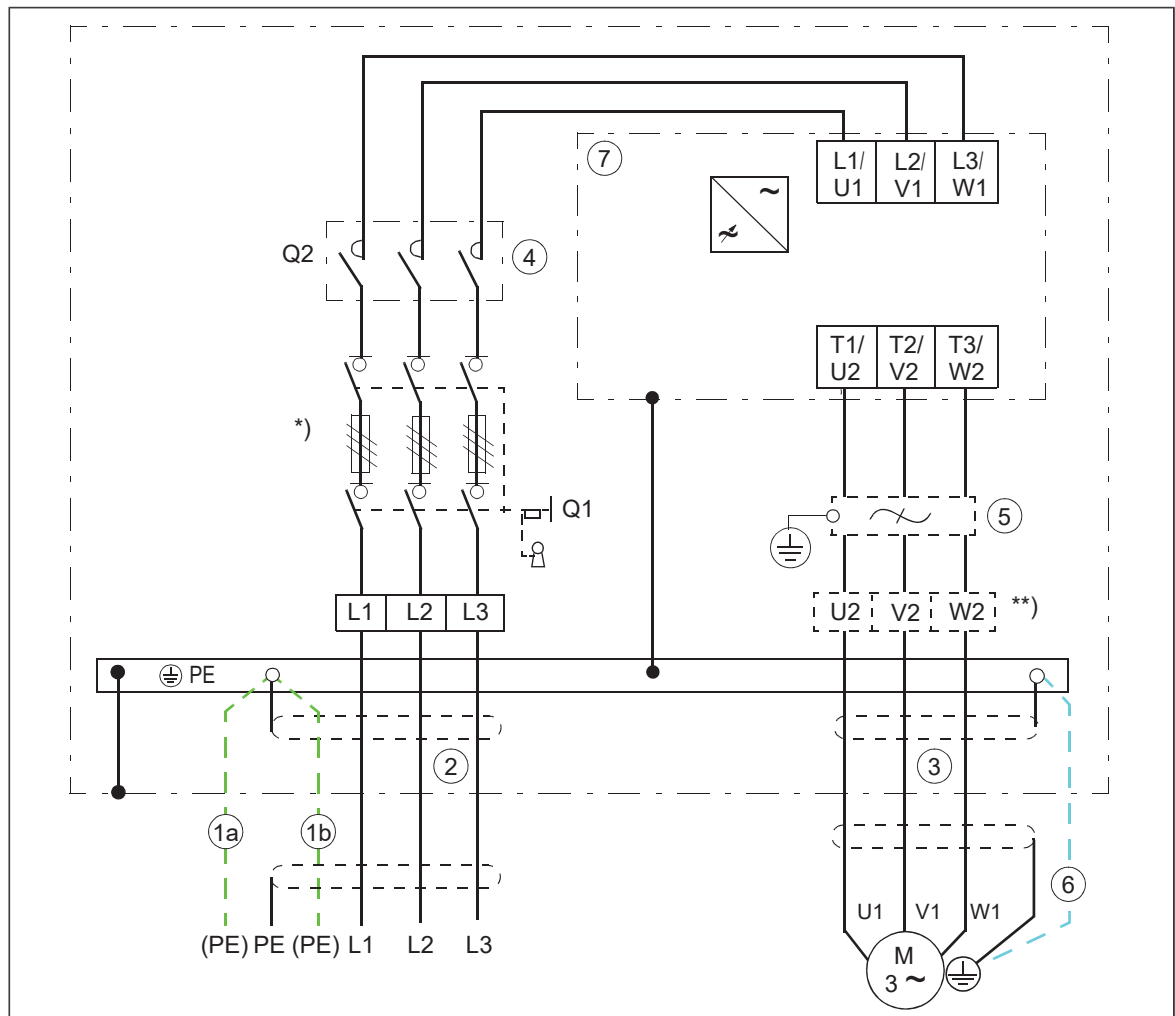 7
L1/ L2/ L3/
U1 V1 W1
Q2
4
T1/ T2/ T3/
U2 V2 W2
*)
Q1
5
L1 L2 L3
U2 V2 W2 **)
PE
2
3
1a 1b
6
U1 V1 W1
(PE) PE (PE) L1 L2 L3
M
3 ~